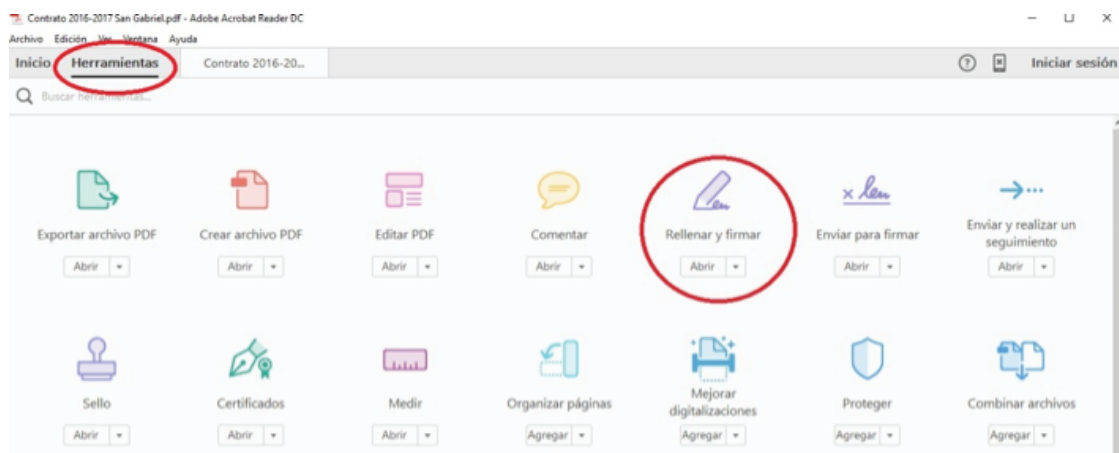 Contrato 2016-2017 San Gabriel.pdf - Adobe Acrobat Reader DC
Archivo Edición Ver Ventana Ayuda
Inicio Herramientas Contrato 2016-20... Iniciar sesión
Buscar herramientas...
Exportar archivo PDF Crear archivo PDF Editar PDF Comentar Rellenar y firmar Enviar para firmar Enviar y realizar un
seguimiento
Abrir Abrir Abrir Abrir Abrir Abrir Abrir
Sello Certificados Medir Organizar páginas Mejorar
digitalizaciones Proteger Combinar archivos
Abrir Abrir Abrir Agregar Agregar Agregar Agregar